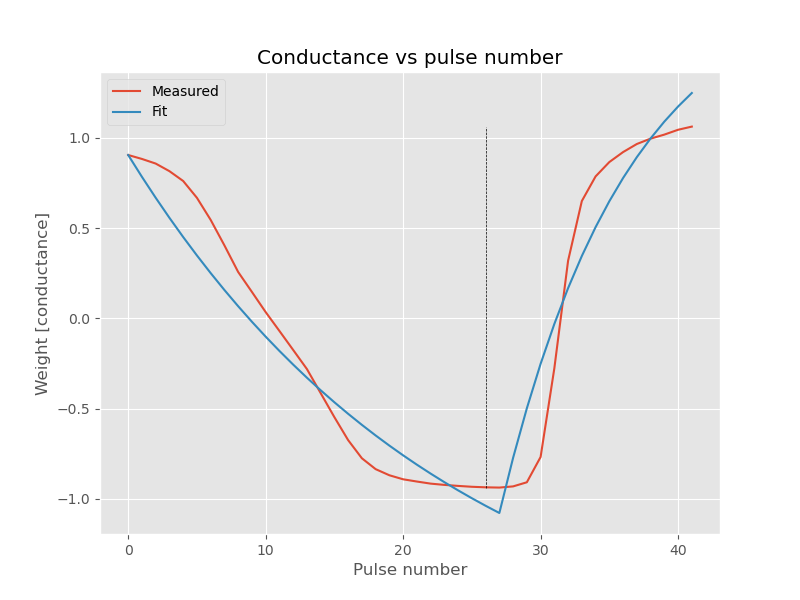 Conductance vs pulse number
Measured
Fit
1.0
0.5
0.0
−0.5
−1.0
Weight [conductance]
0 10 20 30 40
Pulse number